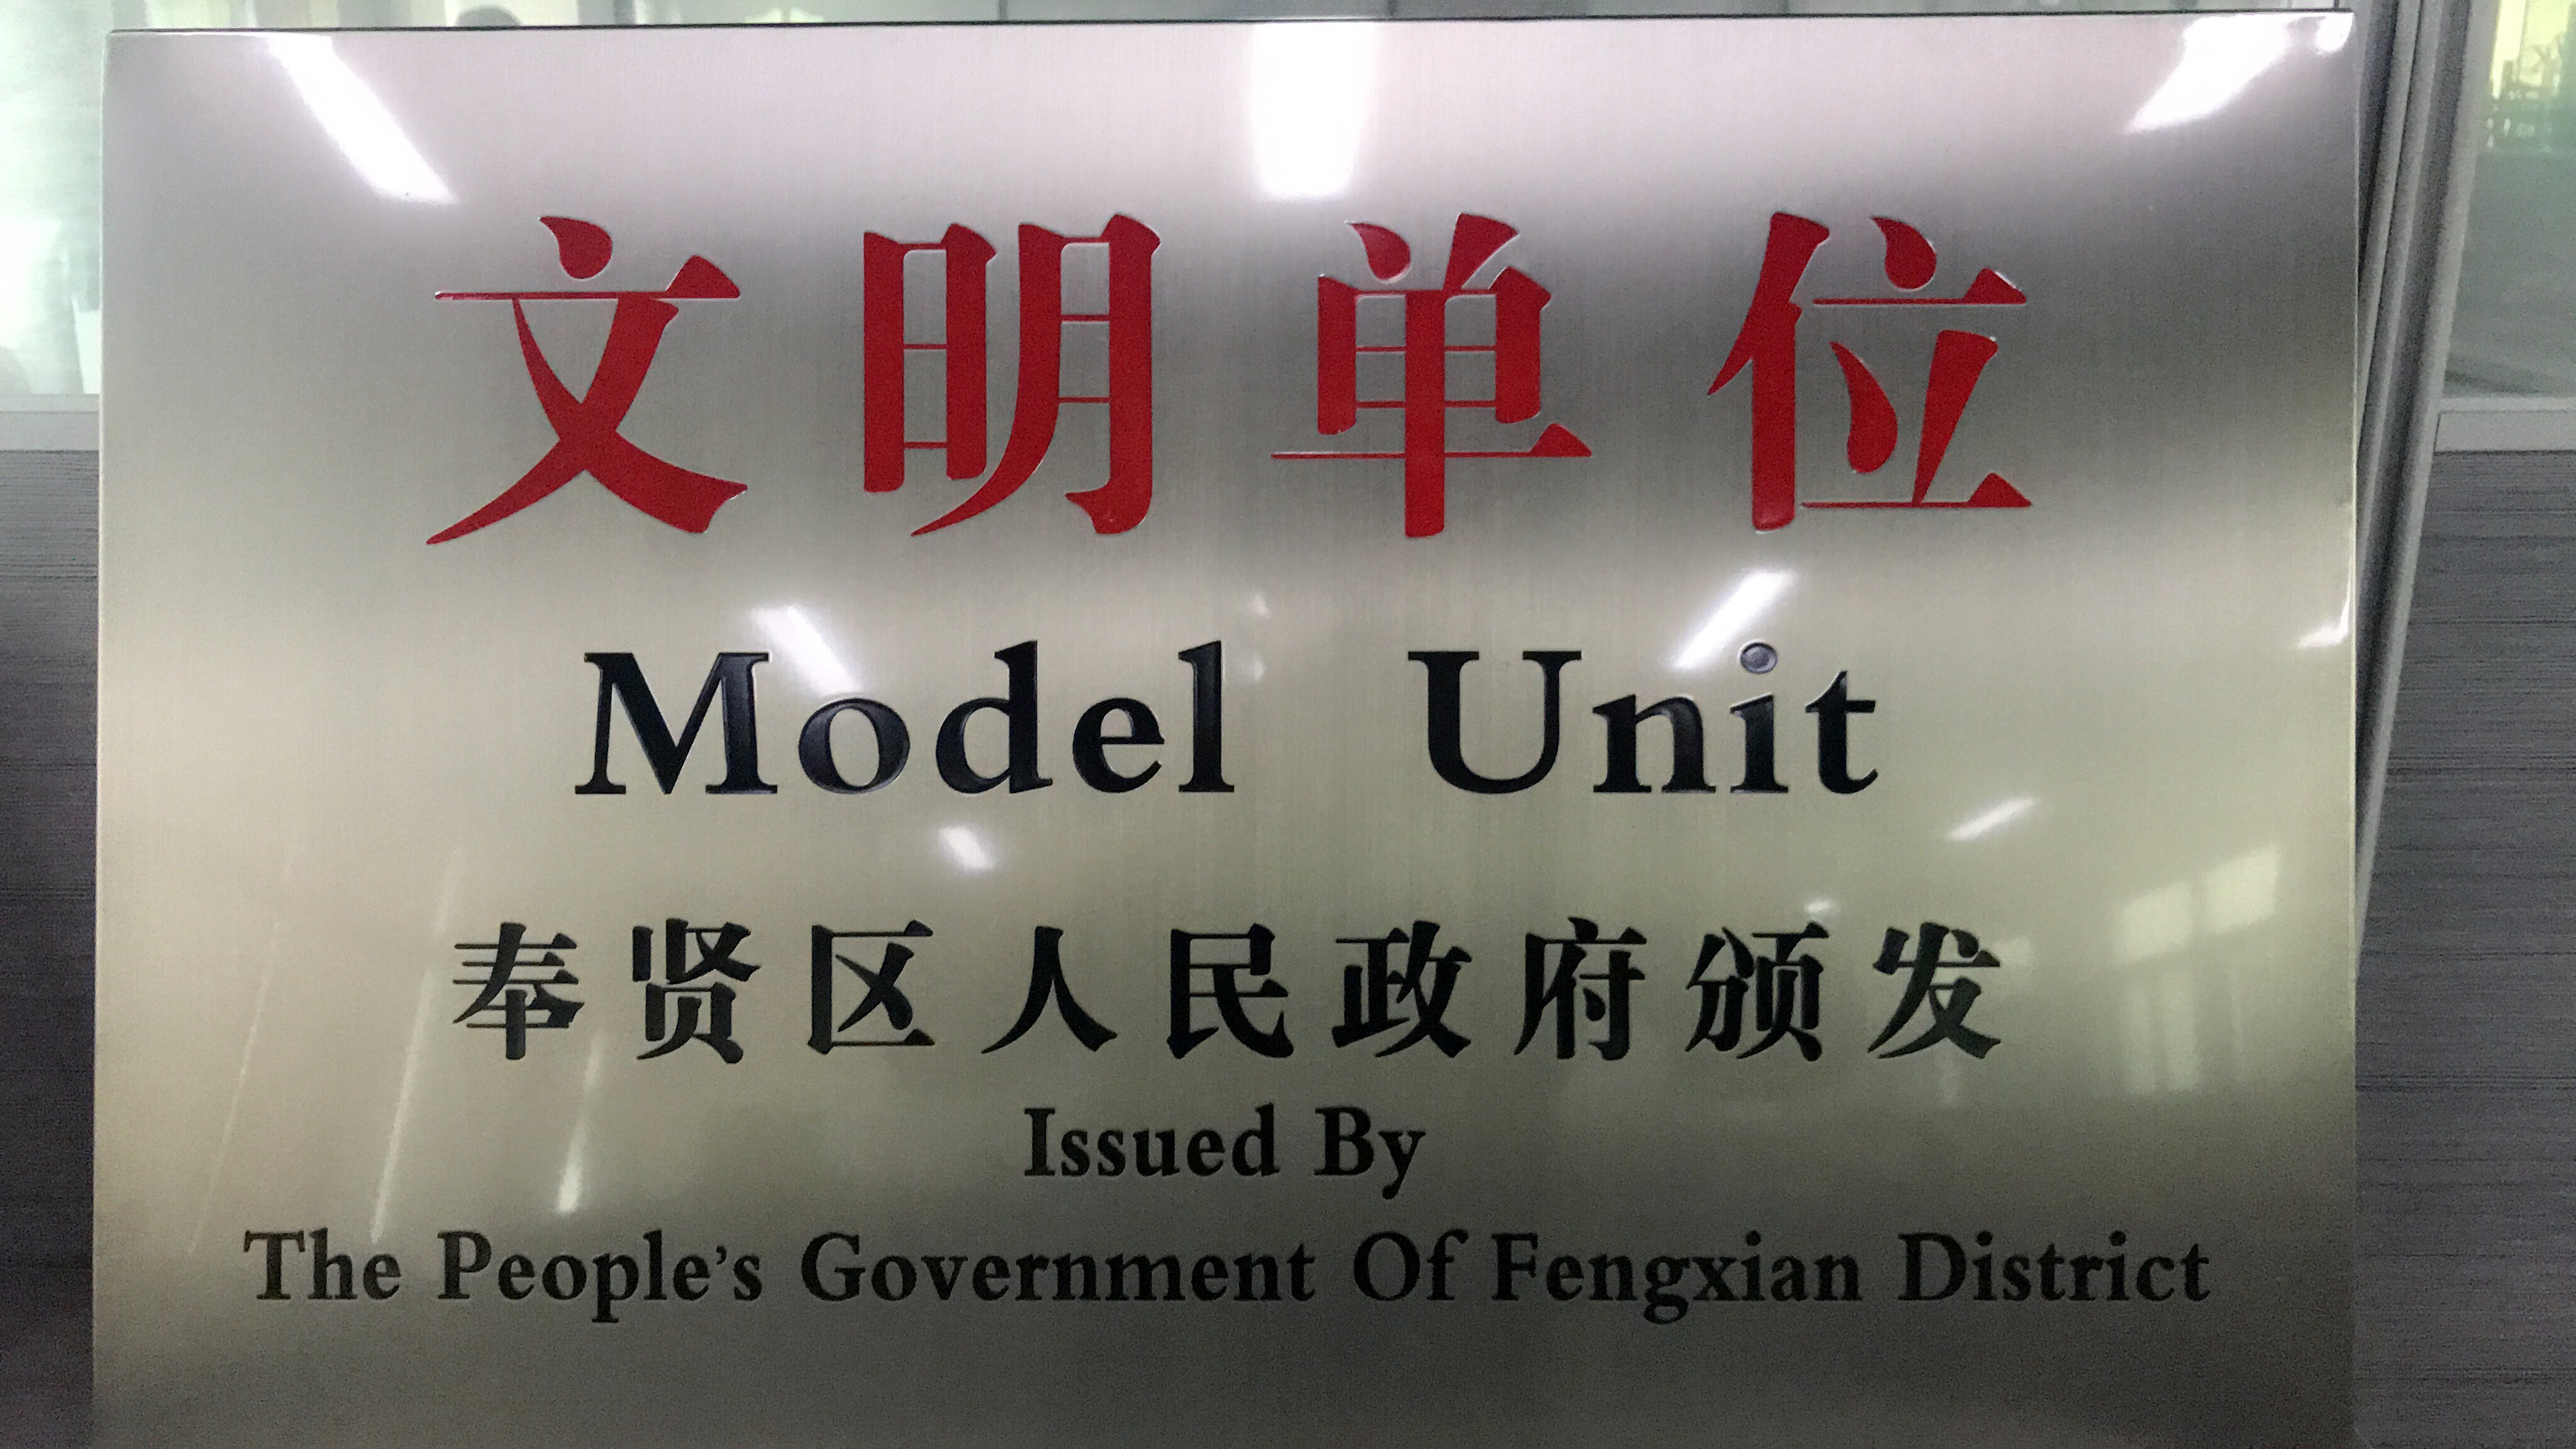 文明单位
Model Unit
奉贤区人民政府颁发
Issued By
The People's Government Of Fengxian District